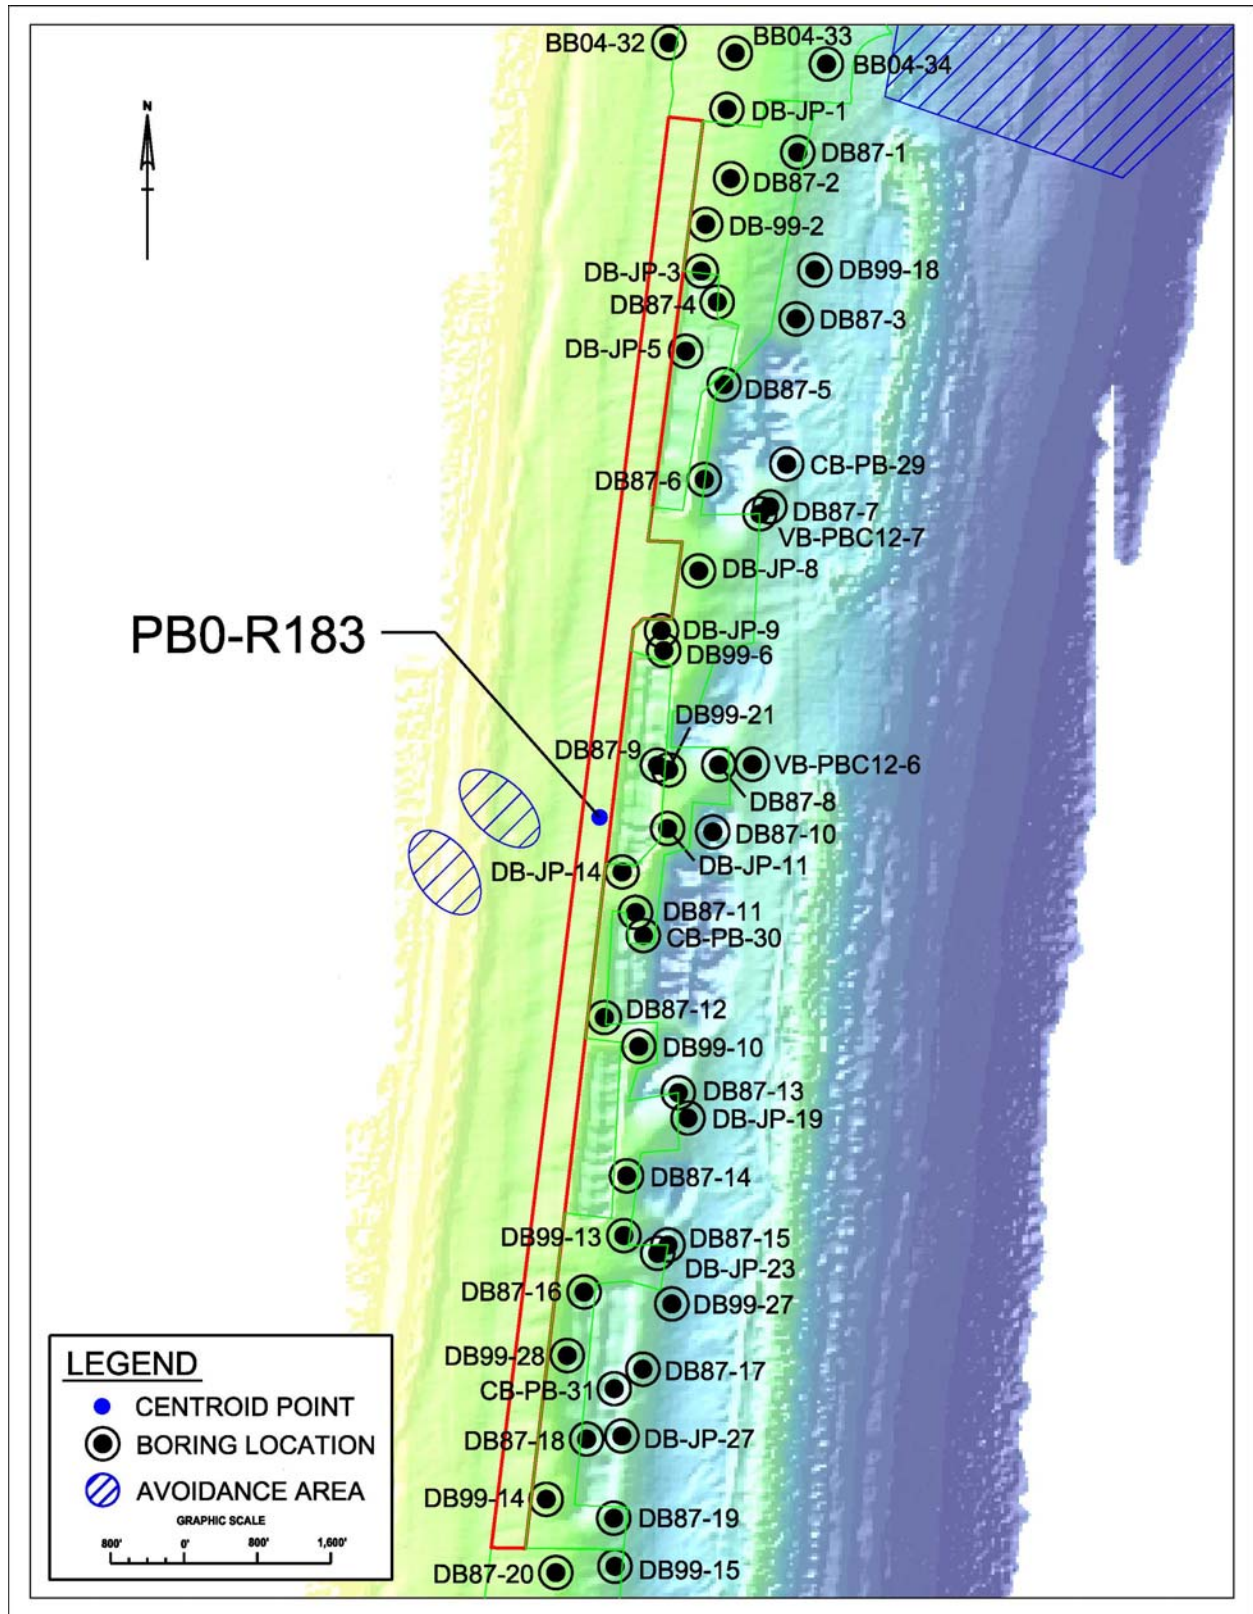 BB04-32
BB04-33
BB04-34
DB-JP-1
N
DB87-1
DB87-2
DB-99-2
DB-JP-3
DB99-18
DB87-4
DB87-3
DB-JP-5
DB87-5
CB-PB-29
DB87-6
DB87-7
VB-PBC12-7
DB-JP-8
PB0-R183
DB-JP-9
DB99-6
DB99-21
DB87-9
VB-PBC12-6
DB87-8
DB87-10
DB-JP-11
DB-JP-14
DB87-11
CB-PB-30
DB87-12
DB99-10
DB87-13
DB-JP-19
DB87-14
DB99-13
DB87-15
DB-JP-23
DB87-16
DB99-27
DB99-28
DB87-17
CB-PB-31
DB87-18
DB-JP-27
DB99-14
DB87-19
DB87-20
DB99-15
LEGEND
CENTROID POINT
BORING LOCATION
AVOIDANCE AREA
GRAPHIC SCALE
800' 0' 800' 1,600'